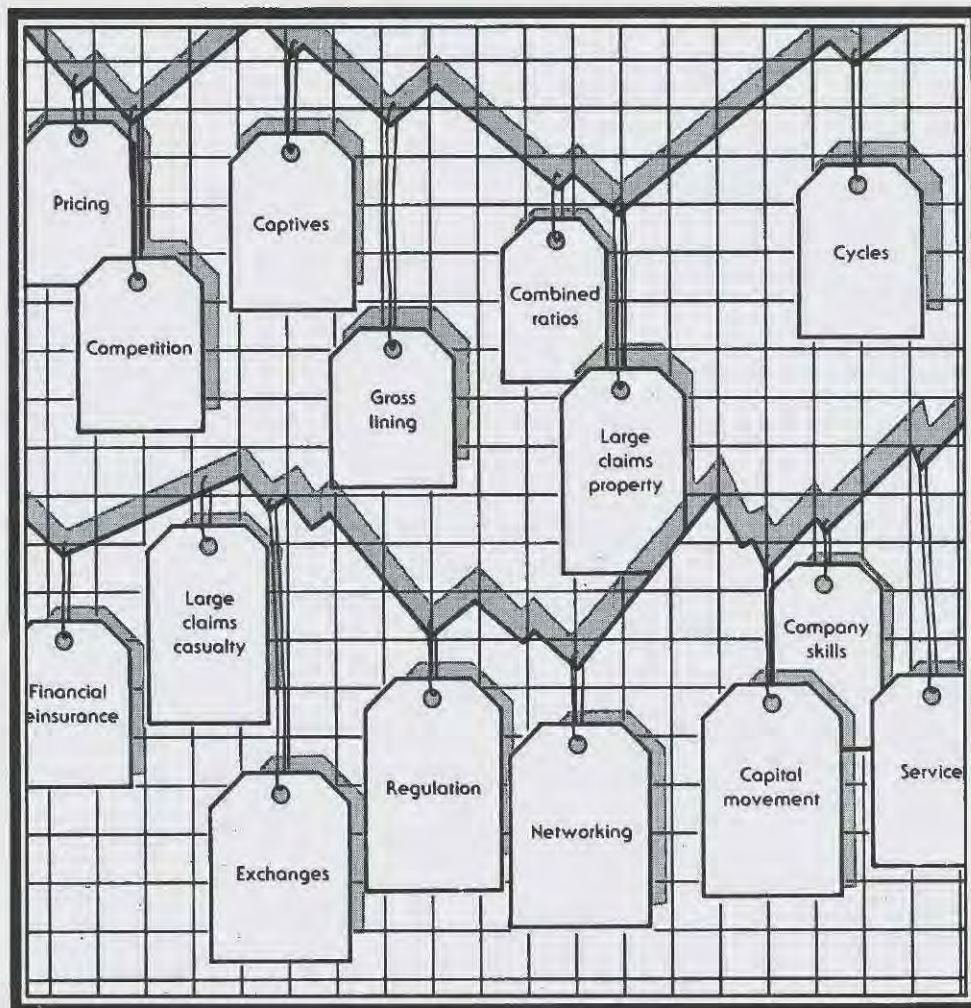 Pricing
Captives
Cycles
Combined
ratios
Competition
Gross
lining
Large
claims
property
Large
claims
casualty
Company
skills
Financial
einsurance
Regulation
Capital
movement
Service
Networking
Exchanges